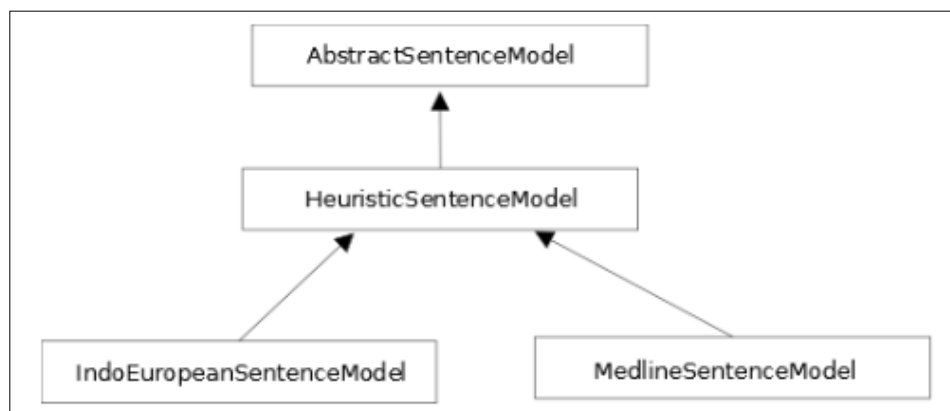 AbstractSentenceModel
HeuristicSentenceModel
IndoEuropeanSentenceModel
MedlineSentenceModel